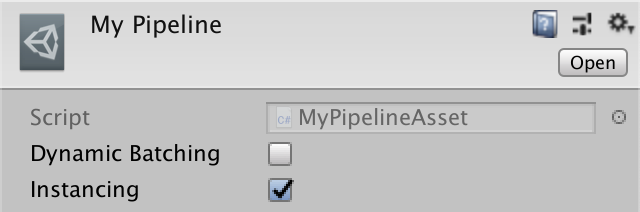 My Pipeline
Open
Script MyPipelineAsset
Dynamic Batching
Instancing